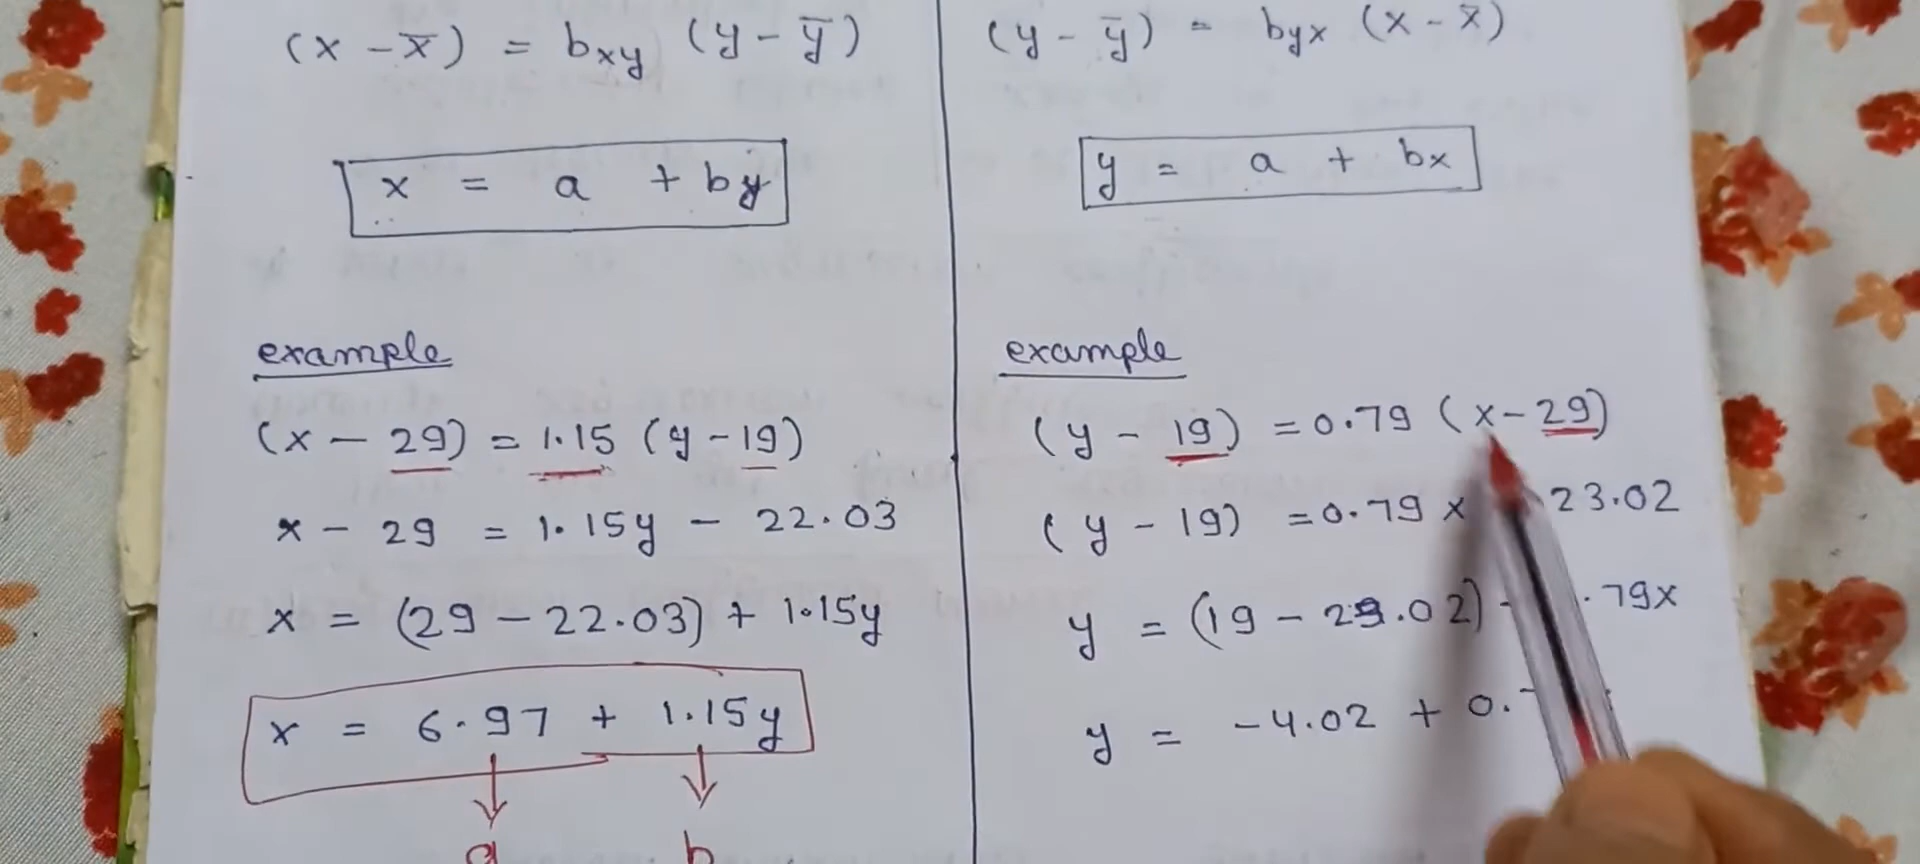 (x - x̄) = bxy (y - ȳ)
x = a + by
example
(x - 29) = 1.15 (y - 19)
x - 29 = 1.15y - 22.03
x = (29 - 22.03) + 1.15y
x = 6.97 + 1.15y
a b
(y - ȳ) = byx (x - x̄)
y = a + bx
example
(y - 19) = 0.79 (x - 29)
(y - 19) = 0.79 x 23.02
y = (19 - 23.02) .79x
y = -4.02 + 0.